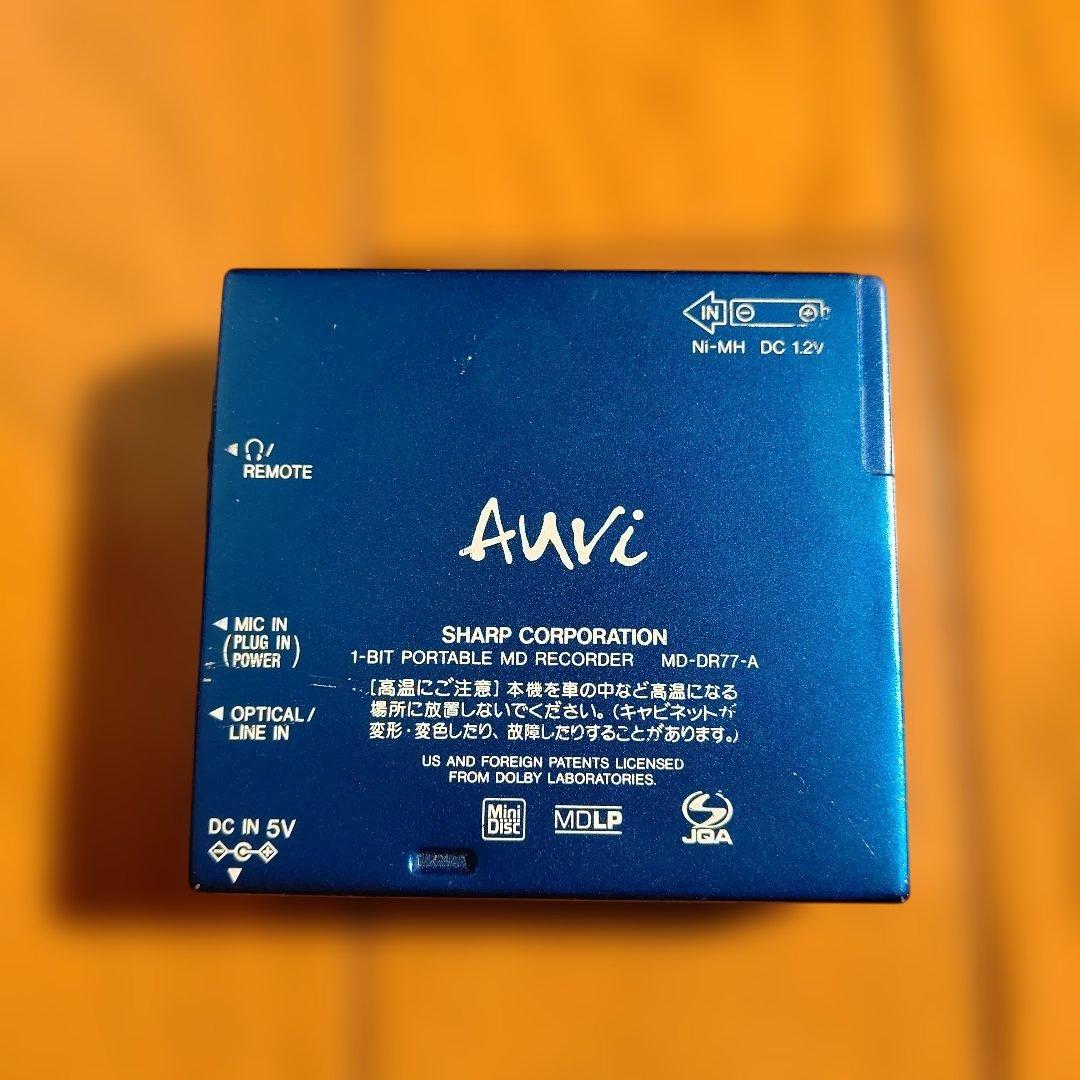 IN
Ni-MH DC 1.2V
REMOTE
Auvi
MIC IN
(PLUG IN
POWER)
SHARP CORPORATION
1-BIT PORTABLE MD RECORDER MD-DR77-A
[高温にご注意] 本機を車の中など高温になる
場所に放置しないでください。(キャビネットが
変形・変色したり、故障したりすることがあります。)
OPTICAL/
LINE IN
US AND FOREIGN PATENTS LICENSED
FROM DOLBY LABORATORIES.
Mini
Disc
MDLP
JQA
DC IN 5V